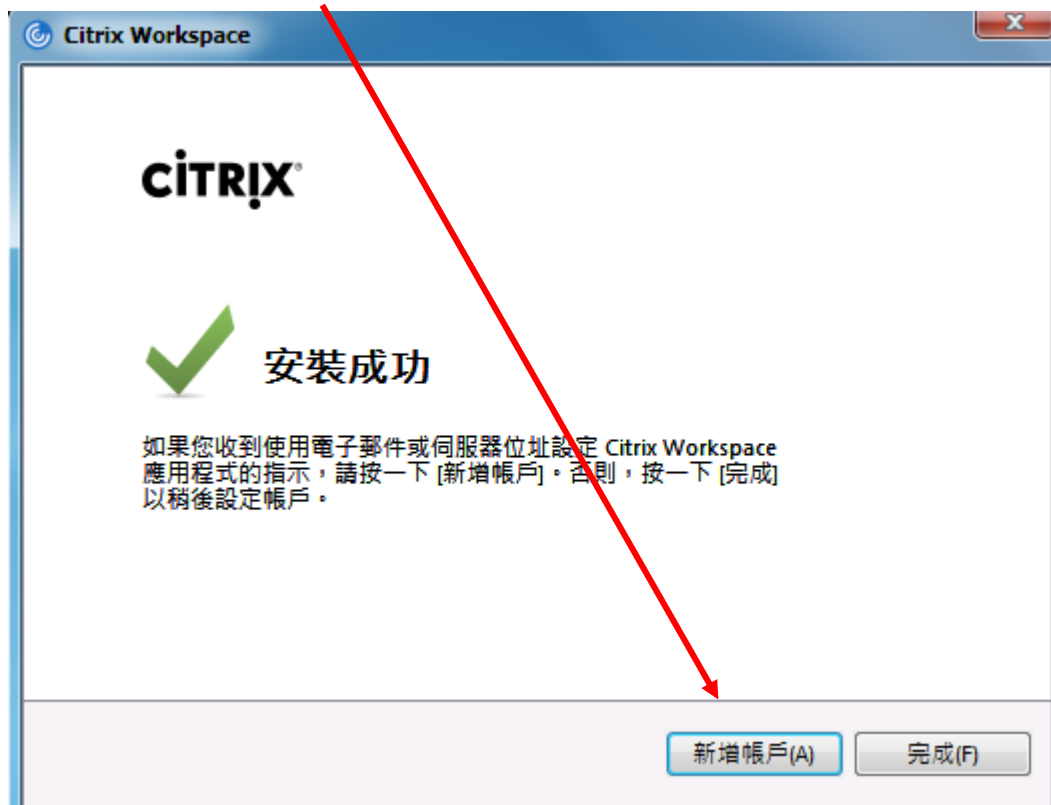 Citrix Workspace
CİTRIX
安裝成功
如果您收到使用電子郵件或伺服器位址設定 Citrix Workspace
應用程式的指示,請按一下 [新增帳戶]。否則,按一下 [完成]
以稍後設定帳戶。
新增帳戶(A)
完成(F)